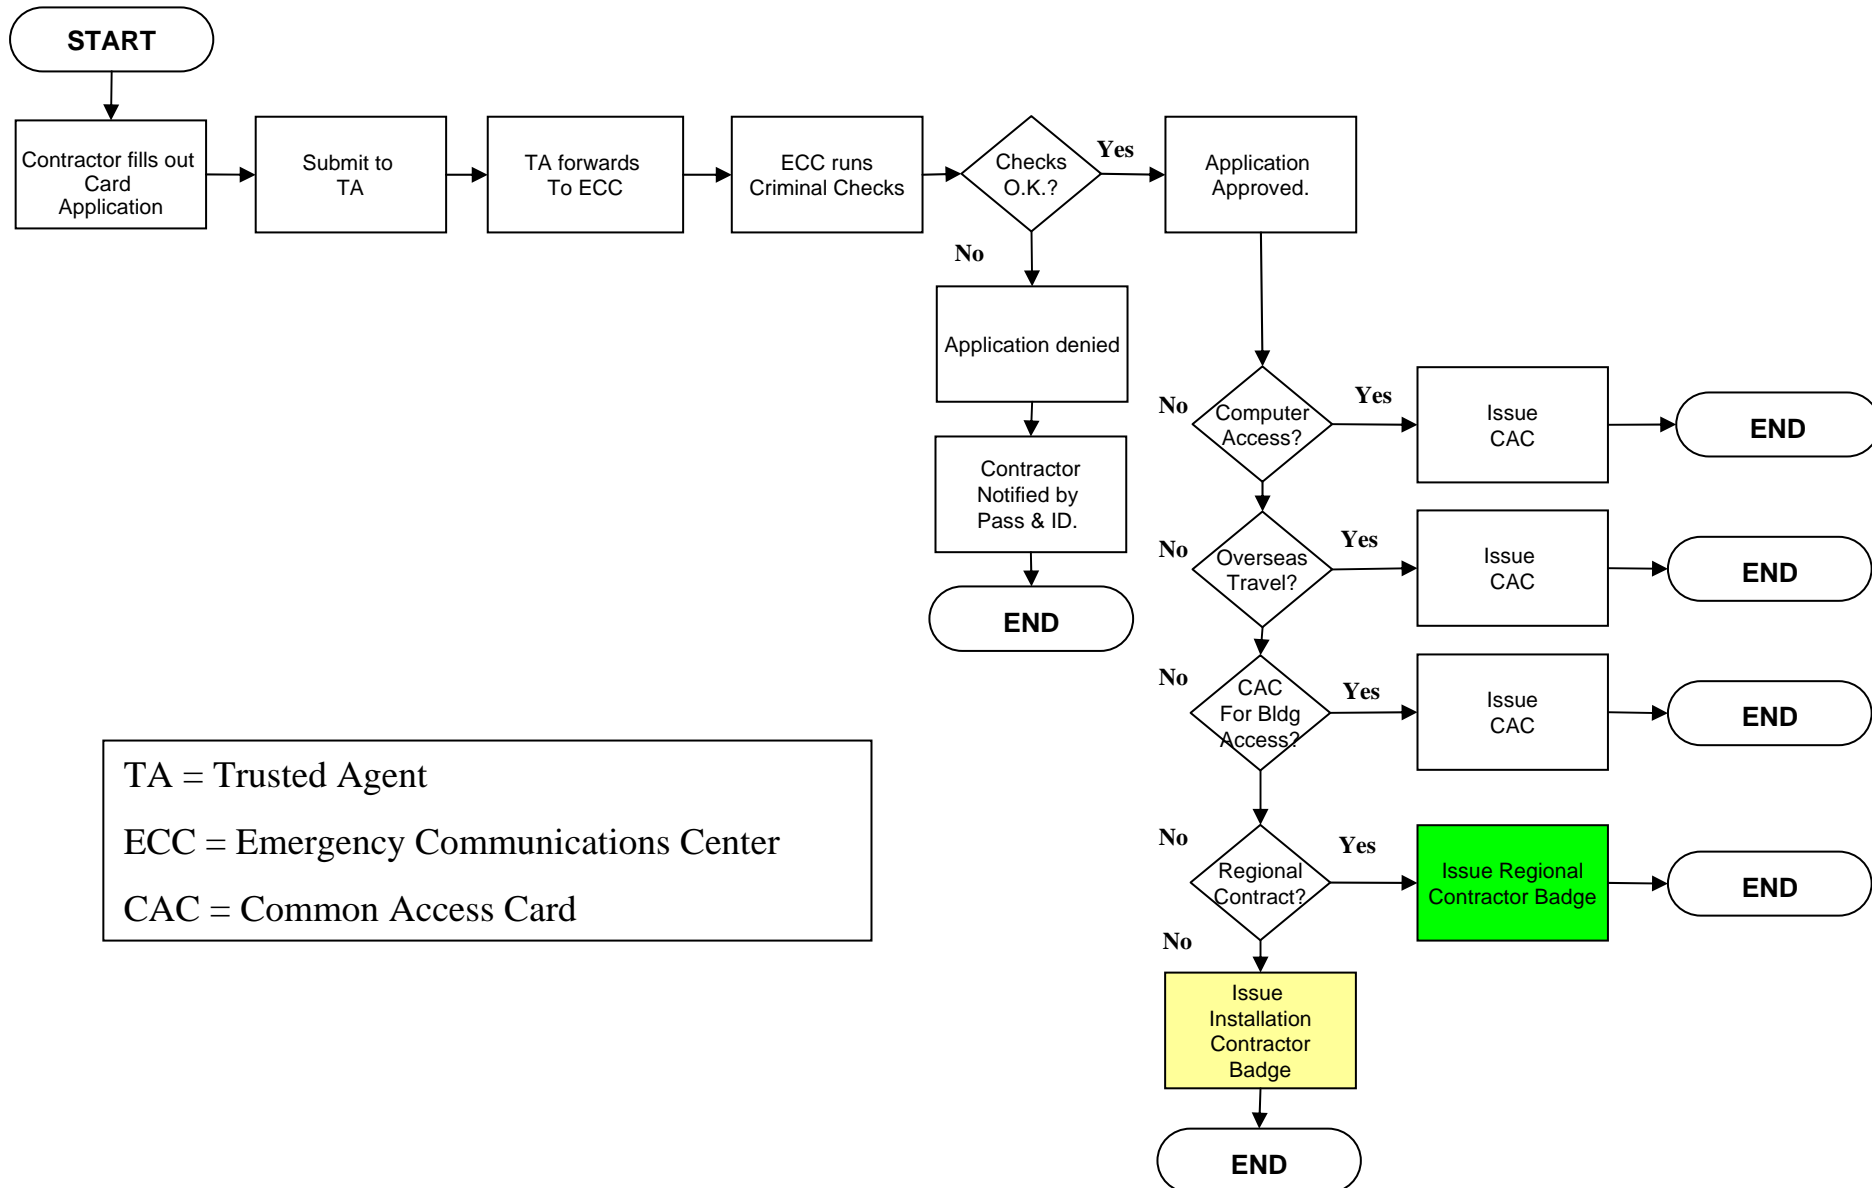 START
Contractor fills out
Card
Application
Submit to
TA
TA forwards
To ECC
ECC runs
Criminal Checks
Checks
O.K.?
Yes
Application
Approved.
No
Application denied
Contractor
Notified by
Pass & ID.
END
No
Computer
Access?
Yes
Issue
CAC
END
No
Overseas
Travel?
Yes
Issue
CAC
END
No
CAC
For Bldg
Access?
Yes
Issue
CAC
END
No
Regional
Contract?
Yes
Issue Regional
Contractor Badge
END
No
Issue
Installation
Contractor
Badge
END
TA = Trusted Agent
ECC = Emergency Communications Center
CAC = Common Access Card